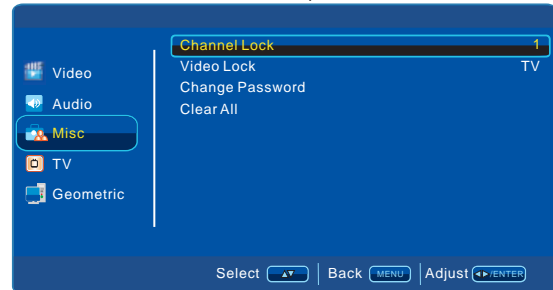 Video
Audio
Misc
TV
Geometric
Channel Lock 1
Video Lock TV
Change Password
Clear All
Select Back MENU Adjust /ENTER